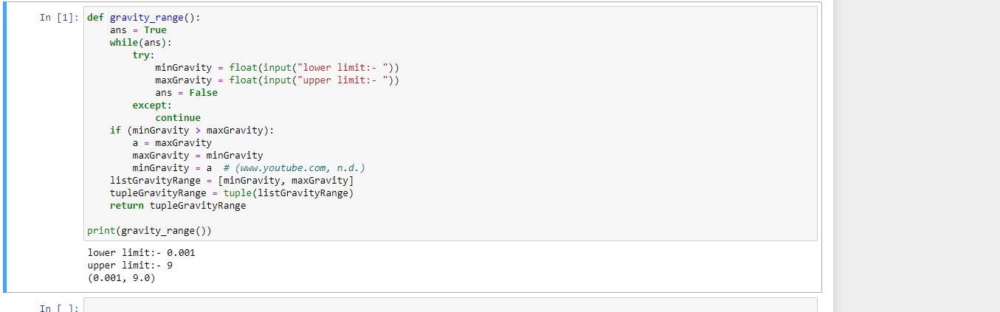 In [1]: def gravity_range():
    ans = True
    while(ans):
        try:
            minGravity = float(input("lower limit:- "))
            maxGravity = float(input("upper limit:- "))
            ans = False
        except:
            continue
    if (minGravity > maxGravity):
        a = maxGravity
        maxGravity = minGravity
        minGravity = a  # (www.youtube.com, n.d.)
    listGravityRange = [minGravity, maxGravity]
    tupleGravityRange = tuple(listGravityRange)
    return tupleGravityRange
print(gravity_range())
lower limit:- 0.001
upper limit:- 9
(0.001, 9.0)
In [ ]: